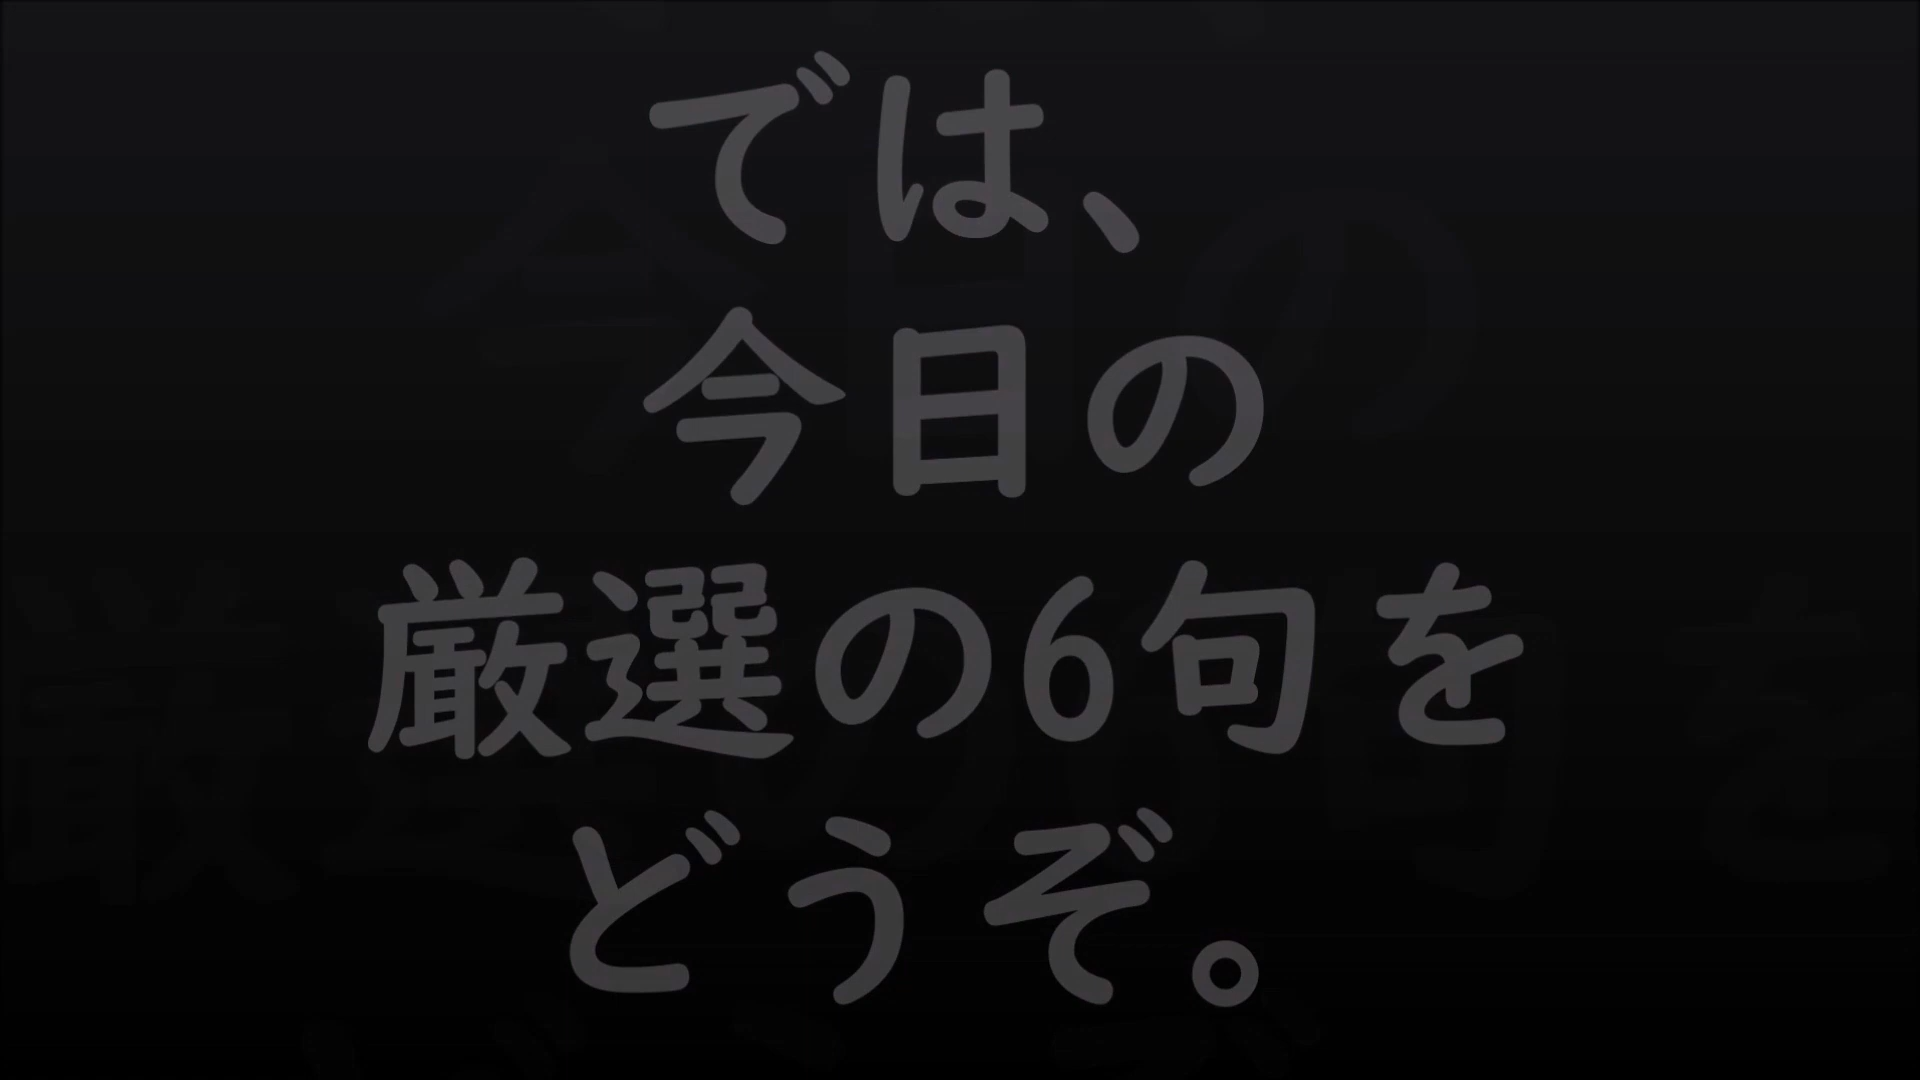 では、
今日の
厳選の6句を
どうぞ。